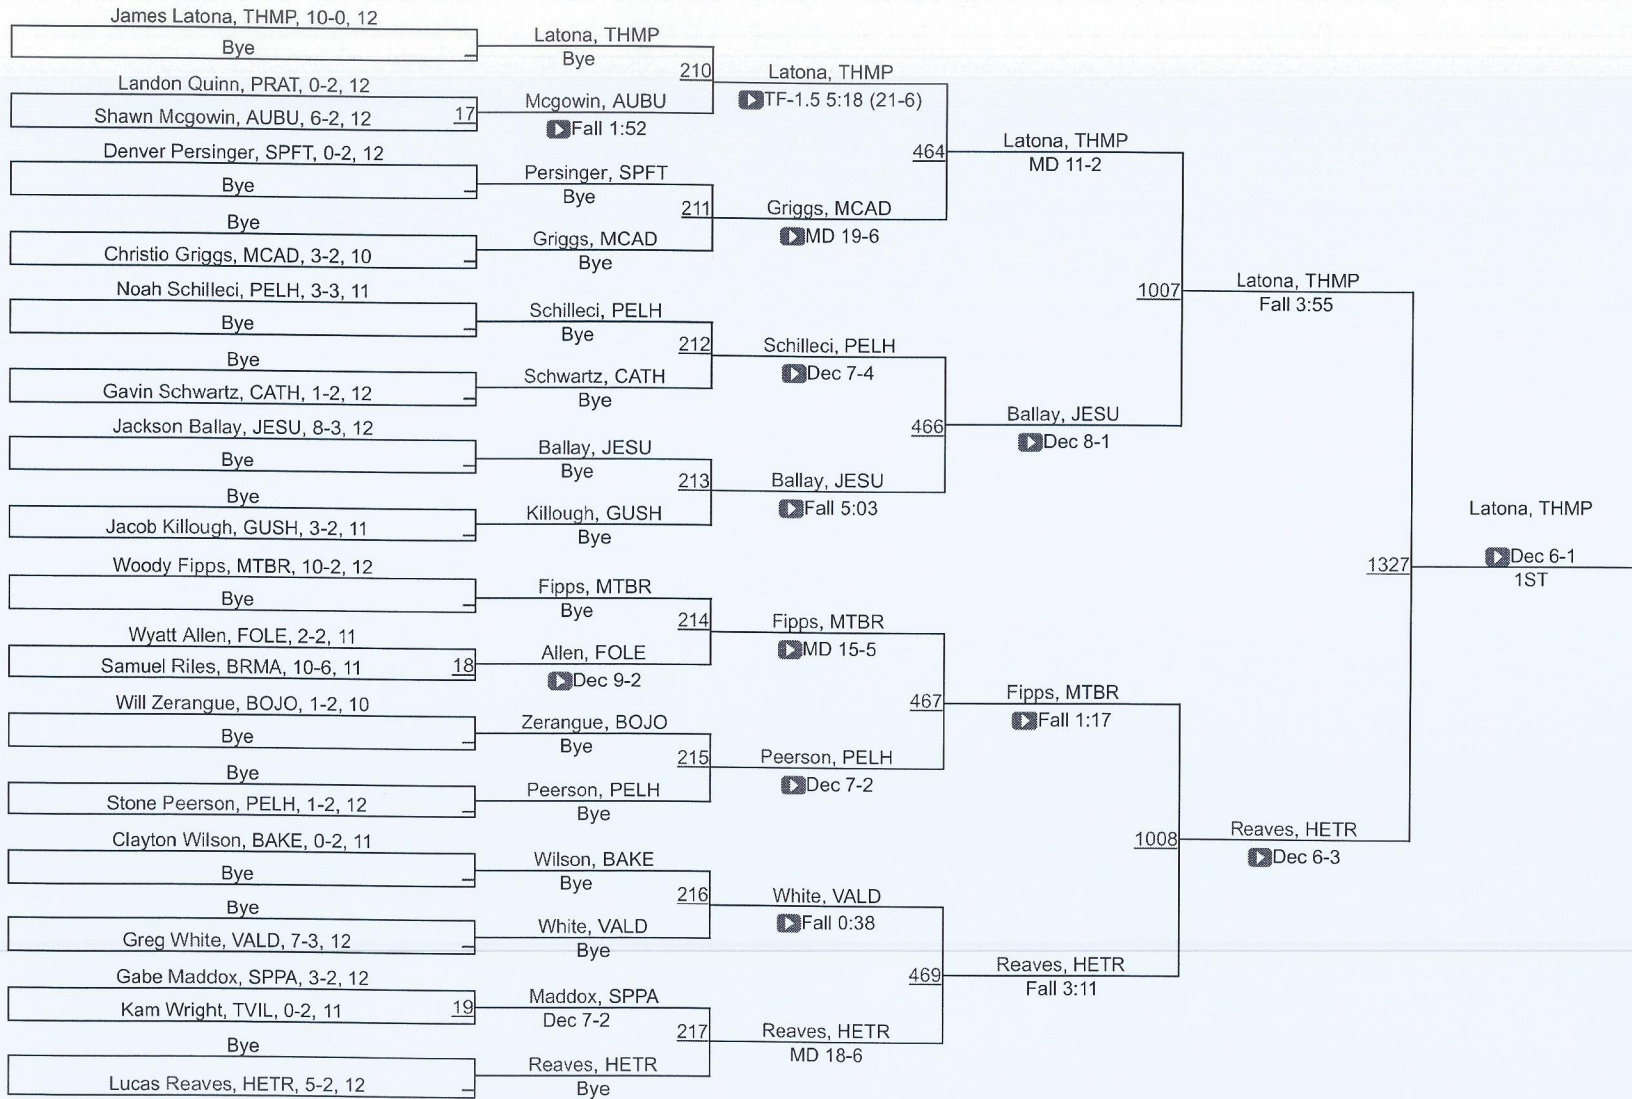 James Latona, THMP, 10-0, 12
Bye
Landon Quinn, PRAT, 0-2, 12
Shawn Mcgowin, AUBU, 6-2, 12
17
Denver Persinger, SPFT, 0-2, 12
Bye
Bye
Christio Griggs, MCAD, 3-2, 10
Noah Schilleci, PELH, 3-3, 11
Bye
Bye
Gavin Schwartz, CATH, 1-2, 12
Jackson Ballay, JESU, 8-3, 12
Bye
Bye
Jacob Killough, GUSH, 3-2, 11
Woody Fipps, MTBR, 10-2, 12
Bye
Wyatt Allen, FOLE, 2-2, 11
Samuel Riles, BRMA, 10-6, 11
18
Will Zerangue, BOJO, 1-2, 10
Bye
Bye
Stone Peerson, PELH, 1-2, 12
Clayton Wilson, BAKE, 0-2, 11
Bye
Bye
Greg White, VALD, 7-3, 12
Gabe Maddox, SPPA, 3-2, 12
Kam Wright, TVIL, 0-2, 11
19
Bye
Lucas Reaves, HETR, 5-2, 12
Latona, THMP
Bye
210
Mcgowin, AUBU
Fall 1:52
Persinger, SPFT
Bye
211
Griggs, MCAD
Bye
Schilleci, PELH
Bye
212
Schwartz, CATH
Bye
Ballay, JESU
Bye
213
Killough, GUSH
Bye
Fipps, MTBR
Bye
214
Allen, FOLE
Dec 9-2
Zerangue, BOJO
Bye
215
Peerson, PELH
Bye
Wilson, BAKE
Bye
216
White, VALD
Bye
Maddox, SPPA
Dec 7-2
217
Reaves, HETR
Bye
Latona, THMP
TF-1.5 5:18 (21-6)
464
Griggs, MCAD
MD 19-6
Schilleci, PELH
Dec 7-4
466
Ballay, JESU
Fall 5:03
Fipps, MTBR
MD 15-5
467
Peerson, PELH
Dec 7-2
White, VALD
Fall 0:38
469
Reaves, HETR
MD 18-6
Latona, THMP
MD 11-2
1007
Ballay, JESU
Dec 8-1
Fipps, MTBR
Fall 1:17
1008
Reaves, HETR
Fall 3:11
Latona, THMP
Fall 3:55
1327
Reaves, HETR
Dec 6-3
Latona, THMP
Dec 6-1
1ST